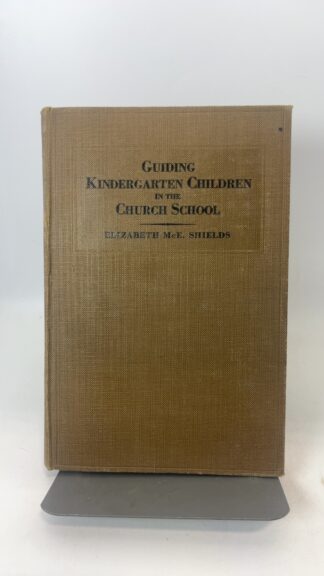 GUIDING
KINDERGARTEN CHILDREN
IN THE
CHURCH SCHOOL
ELIZABETH McE. SHIELDS